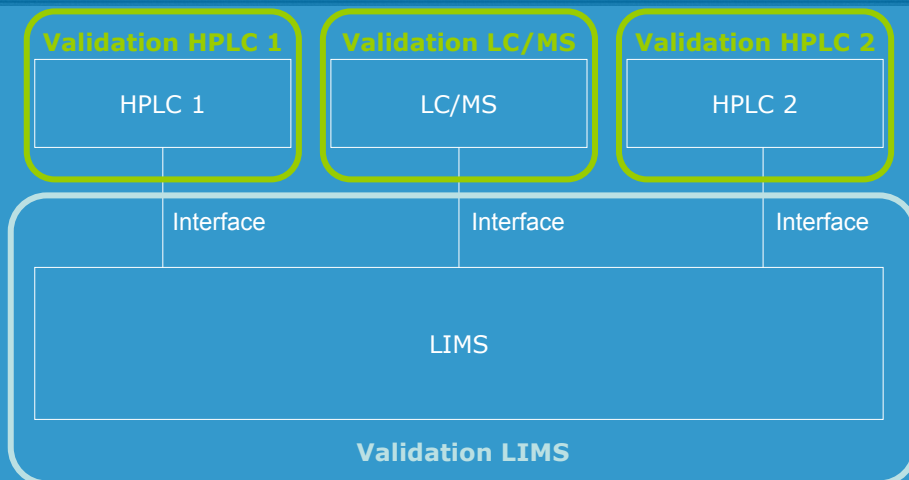 Validation HPLC 1
Validation LC/MS
Validation HPLC 2
HPLC 1
LC/MS
HPLC 2
Interface
Interface
Interface
LIMS
Validation LIMS